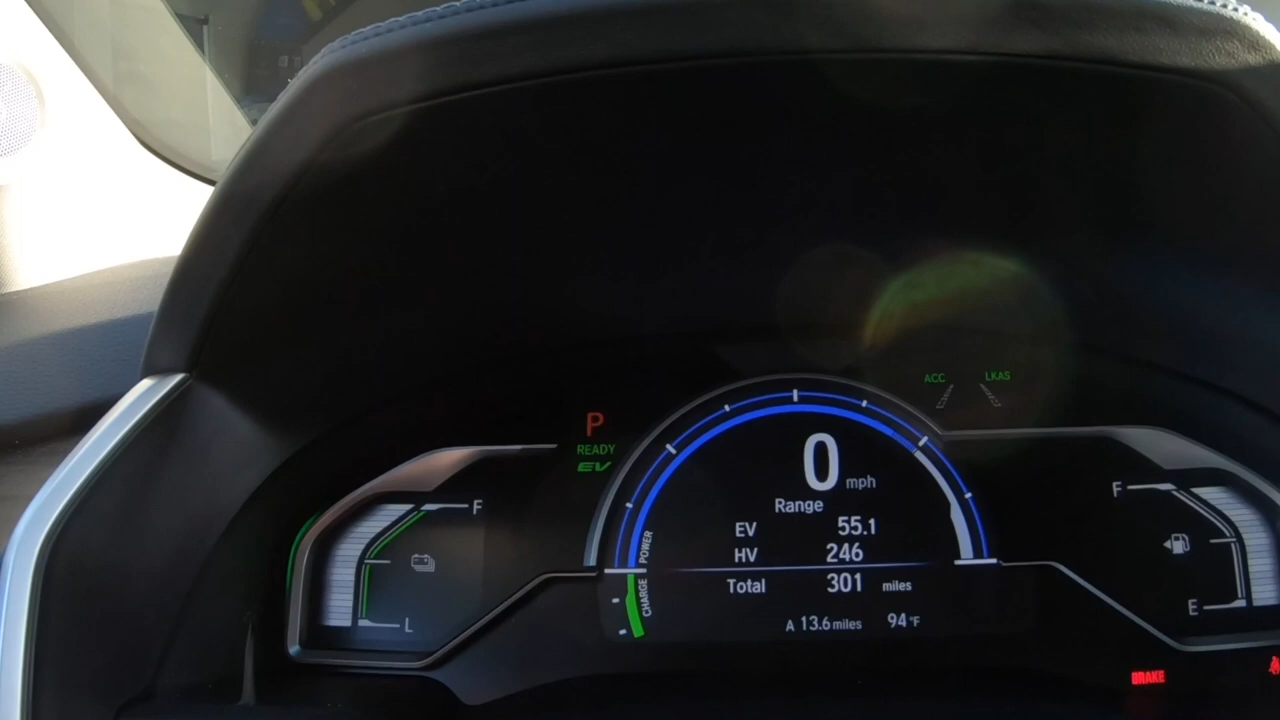 ACC LKAS
P
READY
EV
0 mph
Range
EV 55.1
HV 246
Total 301 miles
A 13.6 miles 94°F
POWER
CHARGE
F
L
F
E
BRAKE